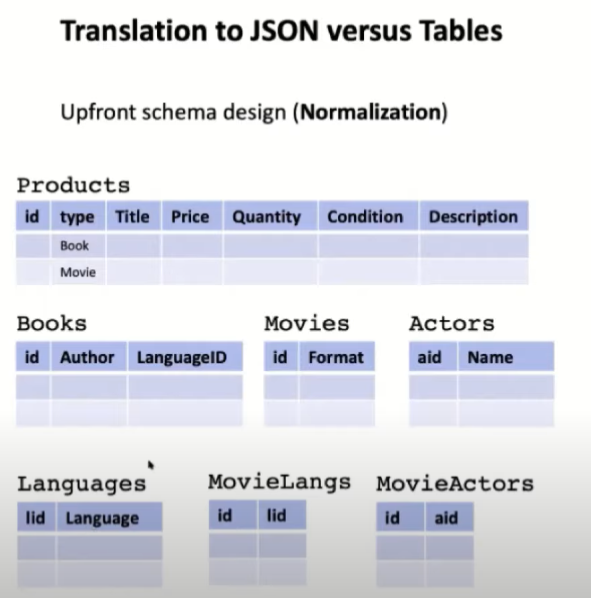 Translation to JSON versus Tables
Upfront schema design (Normalization)
Products
id type Title Price Quantity Condition Description
Book
Movie
Books Movies Actors
id Author LanguageID id Format aid Name
Languages MovieLangs MovieActors
lid Language id lid id aid